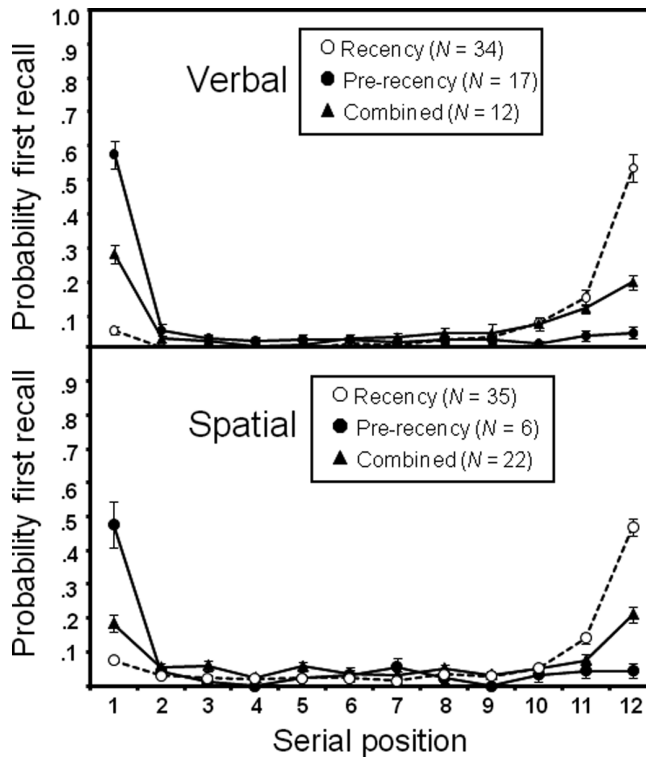 1.0
.9
.8
.7
.6
.5
.4
.3
.2
.1
Probability first recall
Verbal
Recency (N = 34)
Pre-recency (N = 17)
Combined (N = 12)
.9
.8
.7
.6
.5
.4
.3
.2
.1
Probability first recall
Spatial
Recency (N = 35)
Pre-recency (N = 6)
Combined (N = 22)
1 2 3 4 5 6 7 8 9 10 11 12
Serial position